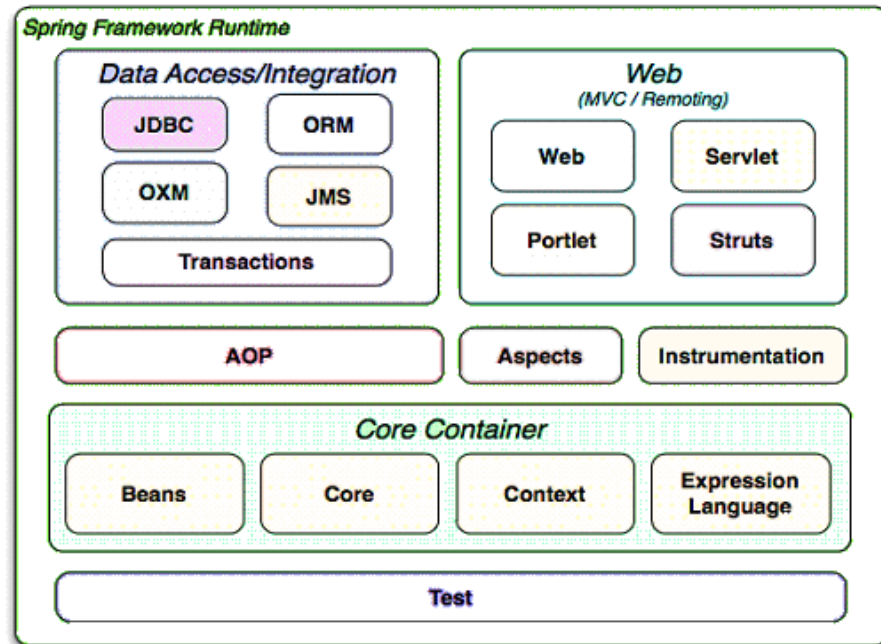 Spring Framework Runtime
Data Access/Integration
JDBC
ORM
OXM
JMS
Transactions
Web
(MVC / Remoting)
Web
Servlet
Portlet
Struts
AOP
Aspects
Instrumentation
Core Container
Beans
Core
Context
Expression
Language
Test